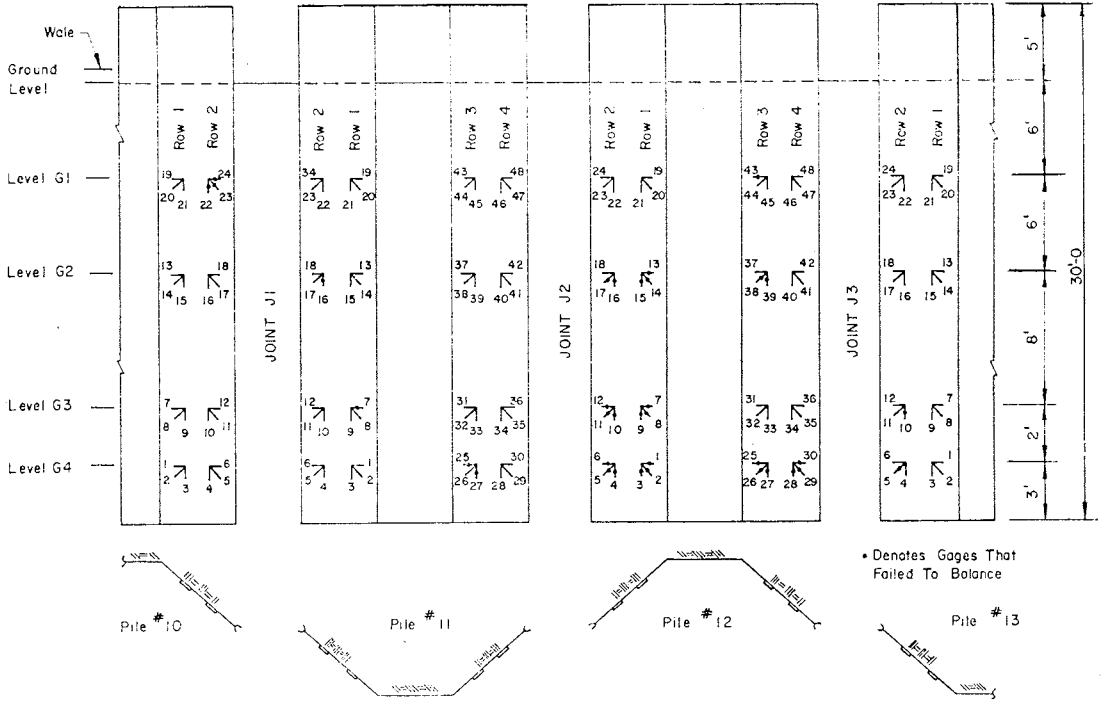 Wale
Ground
Level
5'
Row 1
Row 2
Row 2
Row 1
Row 3
Row 4
Row 2
Row 1
Row 3
Row 4
Row 2
Row 1
6'
Level G1
19 24 34 19 43 48 24 19 43 48 24 19
20 21 22 23 23 22 21 20 44 45 46 47 23 22 21 20 44 45 46 47 23 22 21 20
6'
30'-0
Level G2
13 18 18 13 37 42 18 13 37 42 18 13
14 15 16 17 17 16 15 14 38 39 40 41 17 16 15 14 38 39 40 41 17 16 15 14
JOINT J1
JOINT J2
JOINT J3
8'
Level G3
7 12 12 7 31 36 12 7 31 36 12 7
8 9 10 11 11 10 9 8 32 33 34 35 11 10 9 8 32 33 34 35 11 10 9 8
2'
Level G4
1 6 6 1 25 30 6 1 25 30 6 1
2 3 4 5 5 4 3 2 26 27 28 29 5 4 3 2 26 27 28 29 5 4 3 2
3'
• Denotes Gages That
Failed To Balance
Pile #10
Pile #11
Pile #12
Pile #13